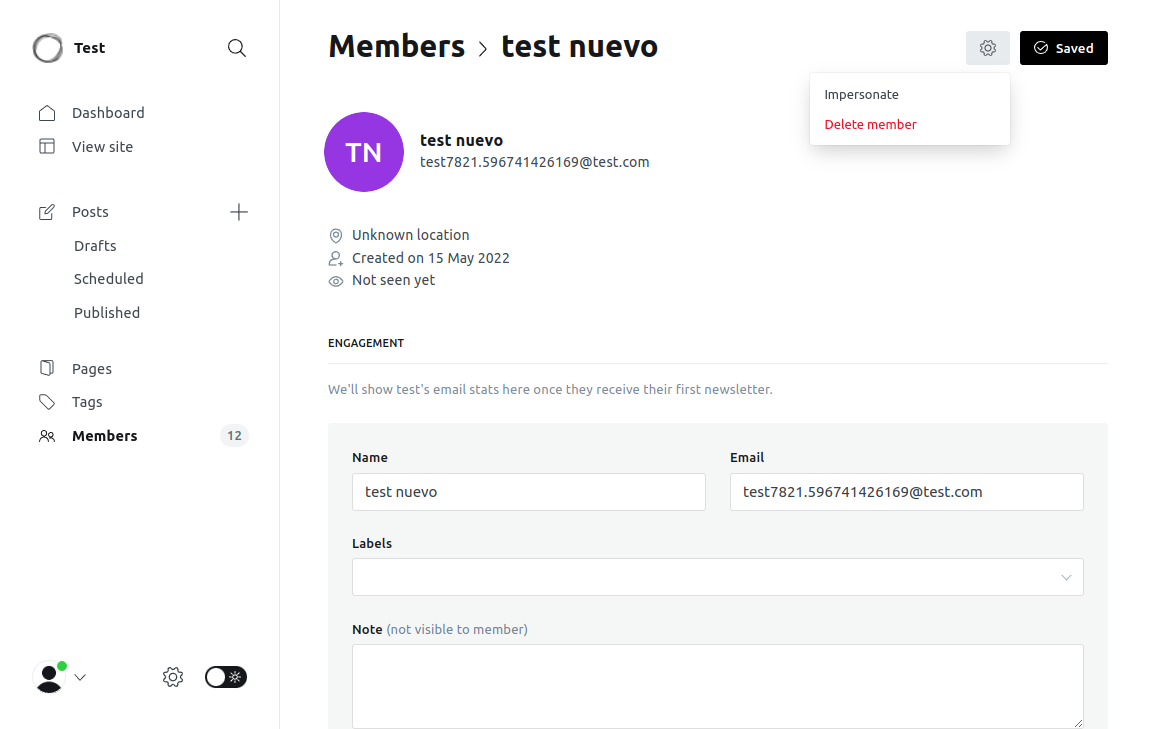 Test
Dashboard
View site
Posts
Drafts
Scheduled
Published
Pages
Tags
Members 12
Members > test nuevo
Saved
Impersonate
Delete member
TN
test nuevo
test7821.596741426169@test.com
Unknown location
Created on 15 May 2022
Not seen yet
ENGAGEMENT
We'll show test's email stats here once they receive their first newsletter.
Name
test nuevo
Email
test7821.596741426169@test.com
Labels
Note (not visible to member)